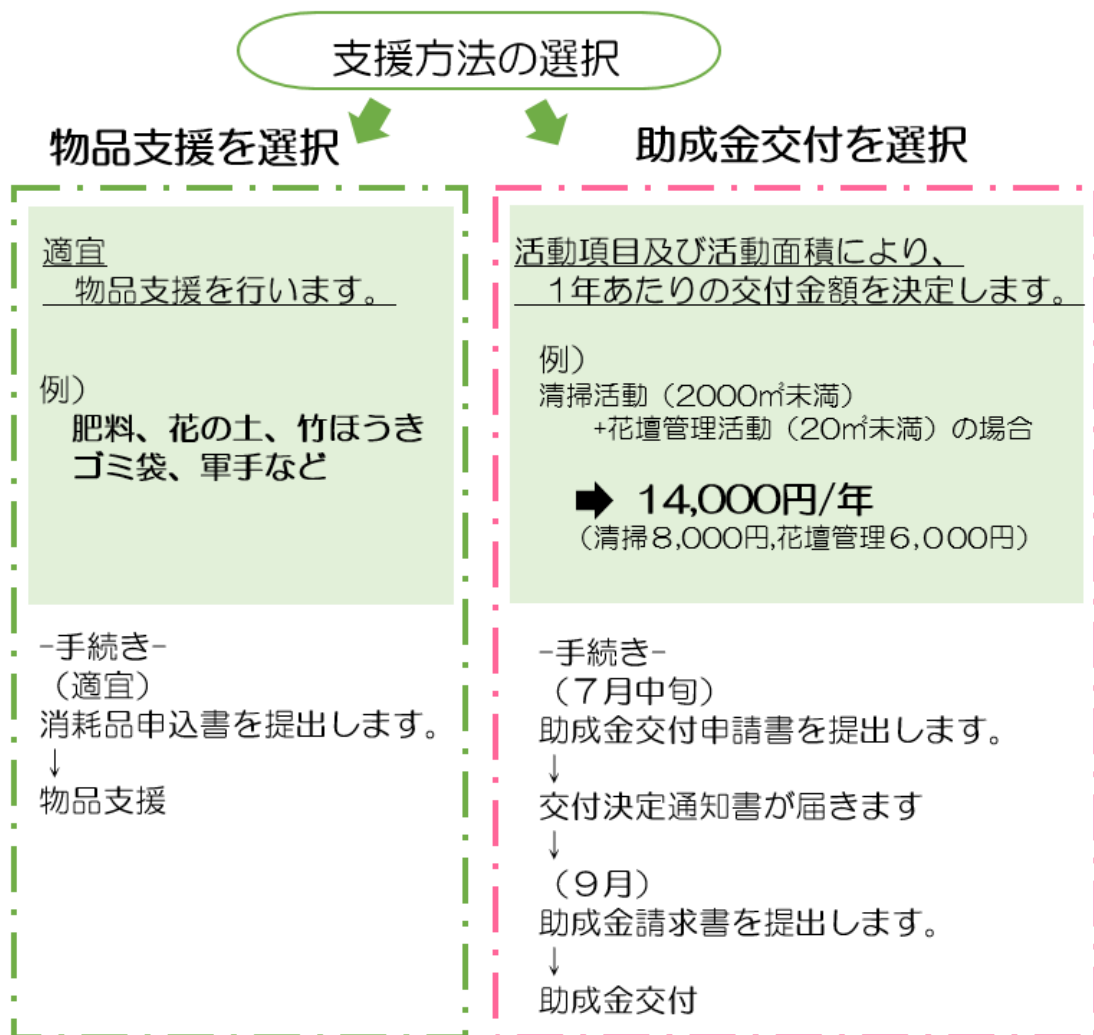 支援方法の選択
物品支援を選択
適宜
物品支援を行います。
例）
肥料、花の土、竹ほうき
ゴミ袋、軍手など
-手続き-
（適宜）
消耗品申込書を提出します。
↓
物品支援
助成金交付を選択
活動項目及び活動面積により、
1年あたりの交付金額を決定します。
例）
清掃活動（2000㎡未満）
+花壇管理活動（20㎡未満）の場合
➡ 14,000円/年
（清掃８,000円,花壇管理６,０００円）
-手続き-
（７月中旬）
助成金交付申請書を提出します。
↓
交付決定通知書が届きます
↓
（９月）
助成金請求書を提出します。
↓
助成金交付